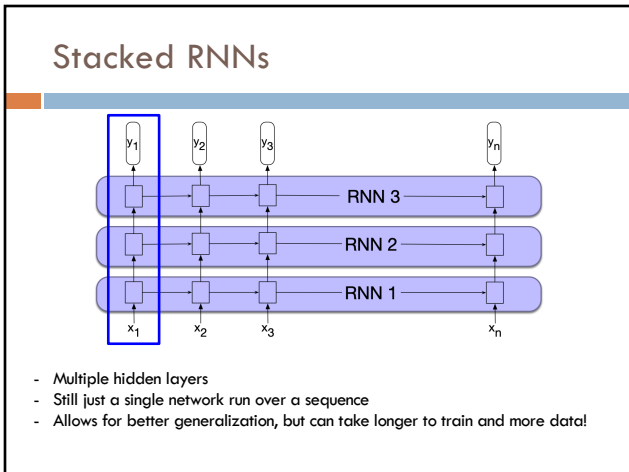 Stacked RNNs
y1 y2 y3 yn
RNN 3
RNN 2
RNN 1
x1 x2 x3 xn
- Multiple hidden layers
- Still just a single network run over a sequence
- Allows for better generalization, but can take longer to train and more data!